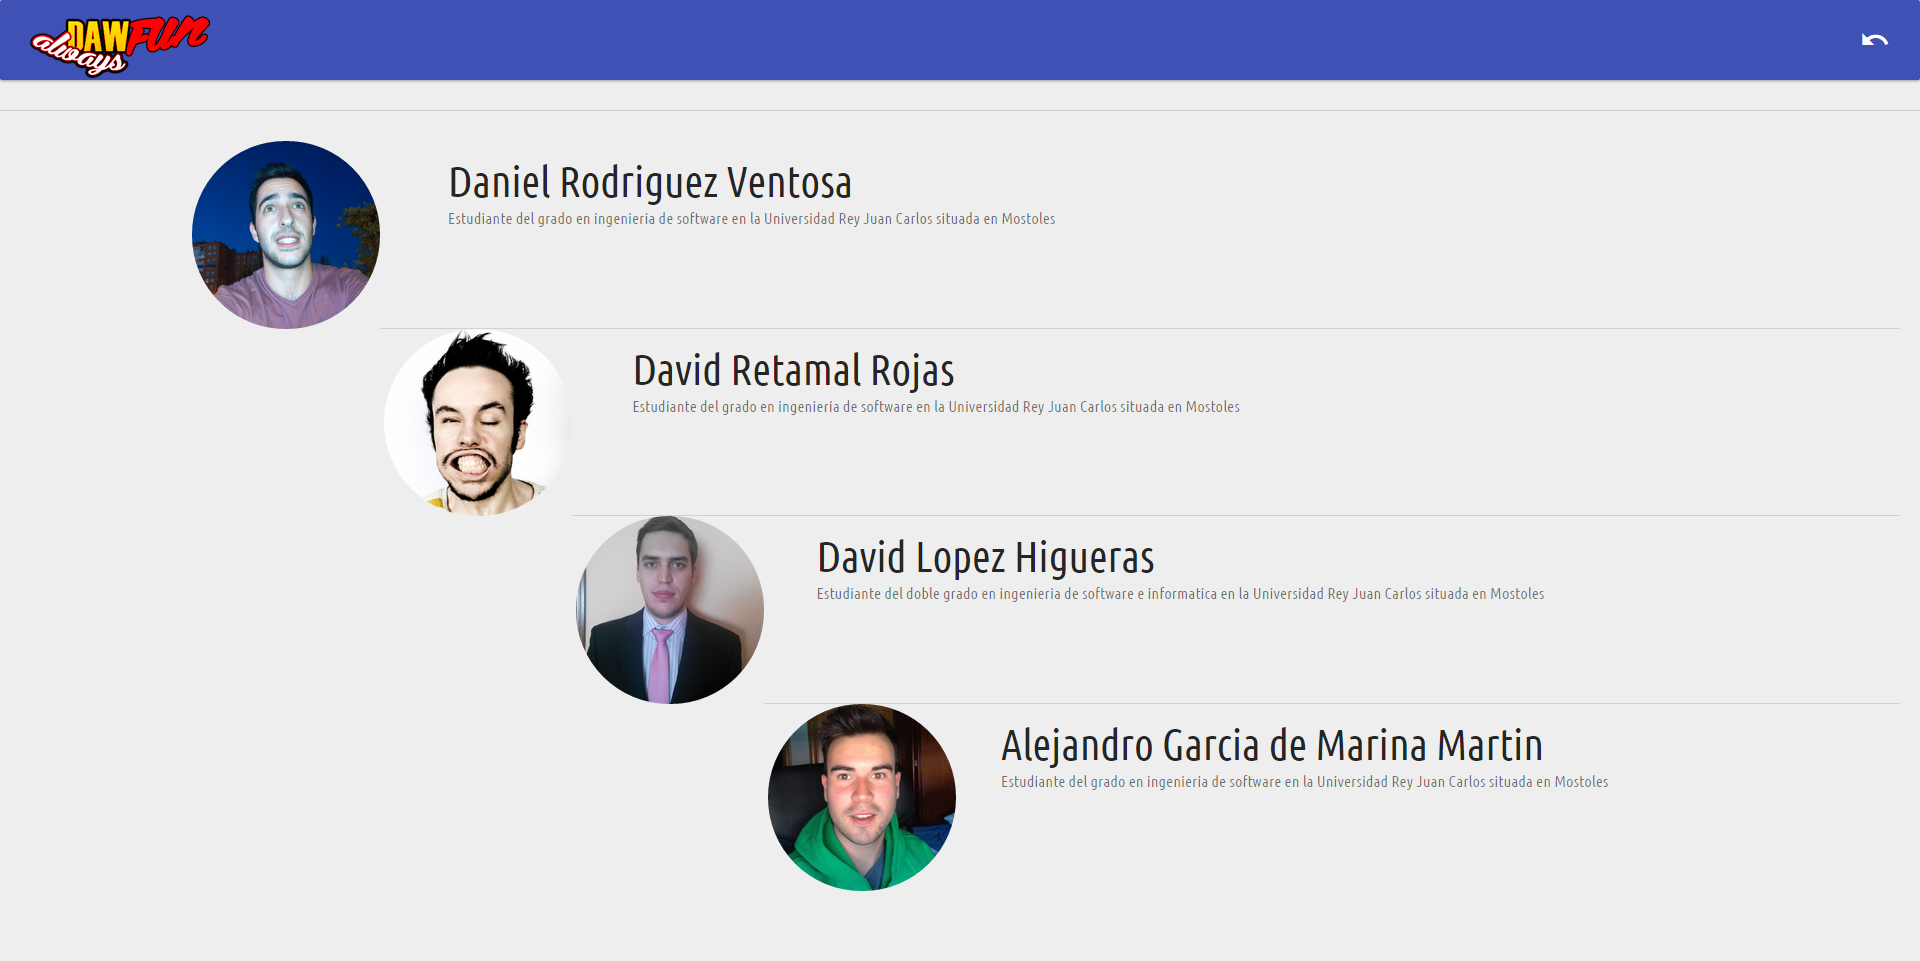 always DAW FUN
Daniel Rodriguez Ventosa
Estudiante del grado en ingenieria de software en la Universidad Rey Juan Carlos situada en Mostoles
David Retamal Rojas
Estudiante del grado en ingenieria de software en la Universidad Rey Juan Carlos situada en Mostoles
David Lopez Higueras
Estudiante del doble grado en ingenieria de software e informatica en la Universidad Rey Juan Carlos situada en Mostoles
Alejandro Garcia de Marina Martin
Estudiante del grado en ingenieria de software en la Universidad Rey Juan Carlos situada en Mostoles